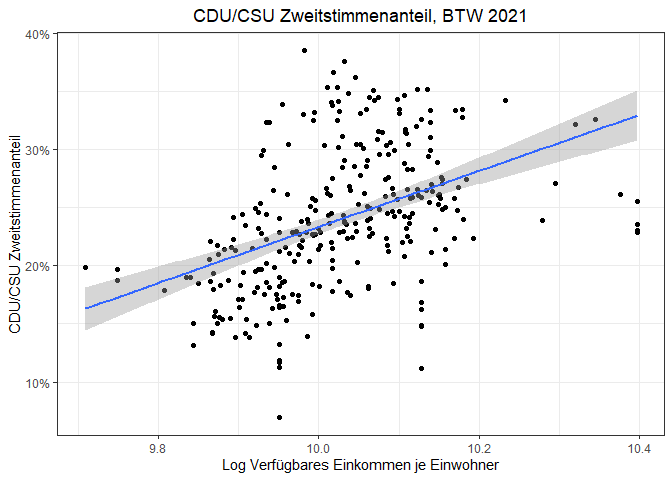 CDU/CSU Zweitstimmenanteil, BTW 2021
40%
30%
20%
10%
CDU/CSU Zweitstimmenanteil
9.8 10.0 10.2 10.4
Log Verfügbares Einkommen je Einwohner